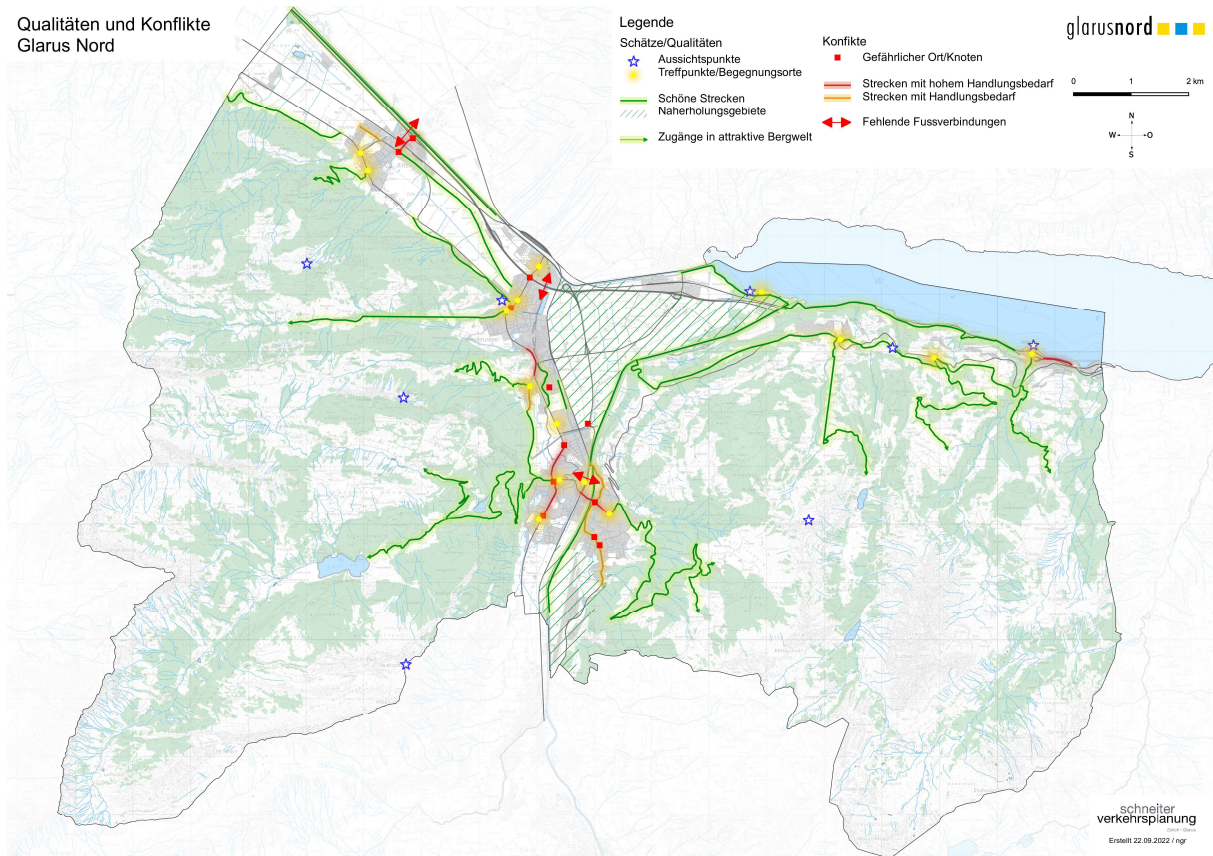 Qualitäten und Konflikte
Glarus Nord
Legende
Schätze/Qualitäten
Aussichtspunkte
Treffpunkte/Begegnungsorte
Schöne Strecken
Naherholungsgebiete
Zugänge in attraktive Bergwelt
Konfikte
Gefährlicher Ort/Knoten
Strecken mit hohem Handlungsbedarf
Strecken mit Handlungsbedarf
Fehlende Fussverbindungen
glarusnord
0 1 2 km
N
W O
S
schneiter
verkehrsplanung
Zürich - Glarus
Erstellt 22.09.2022 / ngr